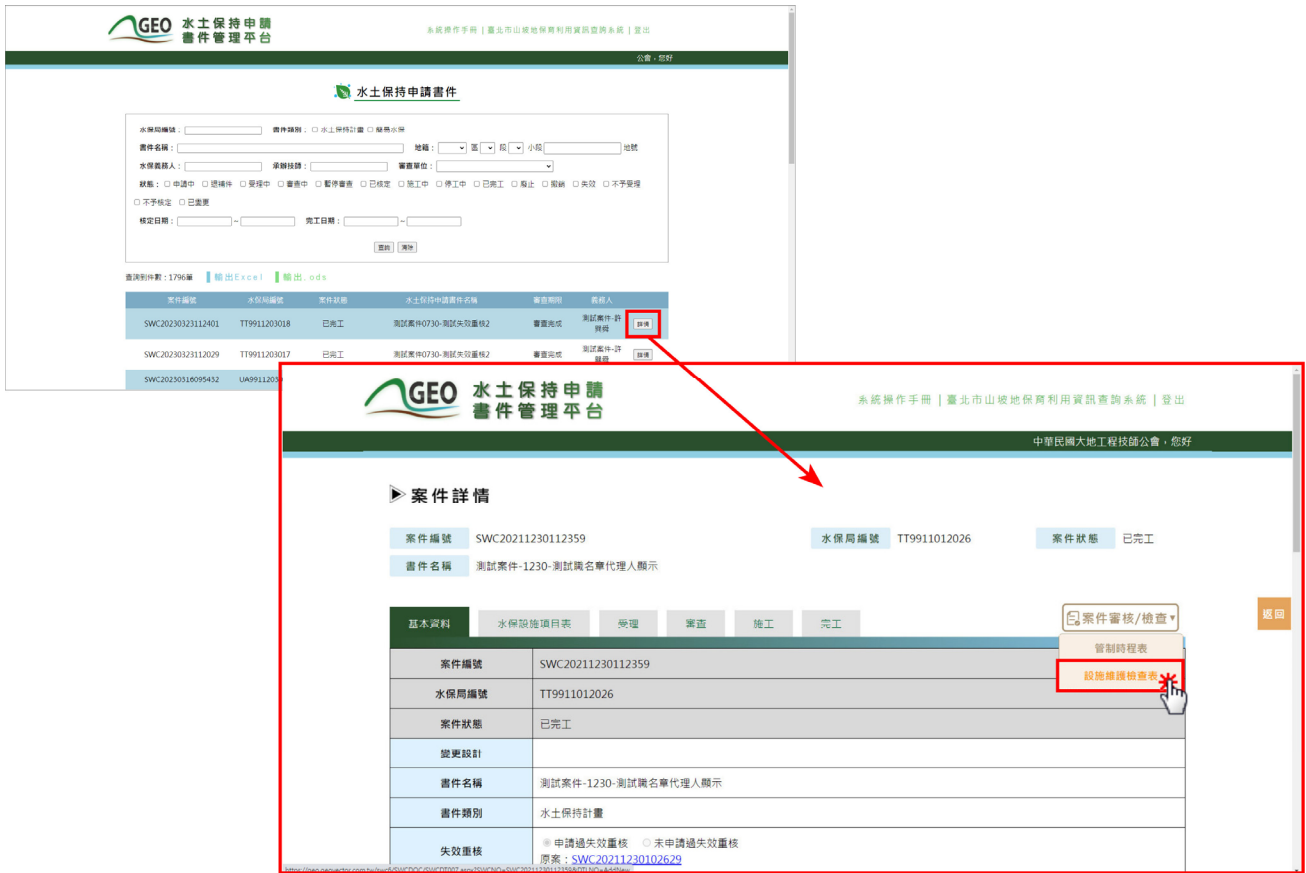 GEO 水土保持申請
書件管理平台
系統操作手冊 | 臺北市山坡地保育利用資訊查詢系統 | 登出
公會，您好
水土保持申請書件
水保局編號： 書件類別： 水土保持計畫 簡易水保
書件名稱： 地籍： 區 段 小段 地號
水保義務人： 承辦技師： 審查單位：
狀態： 申請中 退補件 受理中 審查中 暫停審查 已核定 施工中 停工中 已完工 廢止 撤銷 失效 不予受理
不予核定 已變更
核定日期： ~ 完工日期： ~
查詢 清除
查詢到件數：1796筆 輸出Excel 輸出.ods
案件編號 水保局編號 案件狀態 水土保持申請書件名稱 審查期限 義務人
SWC20230323112401 TT9911203018 已完工 測試案件0730-測試失效重核2 審查完成 測試案件-許 詳情
SWC20230323112029 TT9911203017 已完工 測試案件0730-測試失效重核2 審查完成 測試案件-許 詳情
SWC20230316095432 UA99112030
GEO 水土保持申請
書件管理平台
系統操作手冊 | 臺北市山坡地保育利用資訊查詢系統 | 登出
中華民國大地工程技師公會，您好
案件詳情
案件編號 SWC20211230112359 水保局編號 TT9911012026 案件狀態 已完工
書件名稱 測試案件-1230-測試職名章代理人顯示
基本資料 水保設施項目表 受理 審查 施工 完工 案件審核/檢查▼ 返回
管制時程表
設施維護檢查表
案件編號 SWC20211230112359
水保局編號 TT9911012026
案件狀態 已完工
變更設計
書件名稱 測試案件-1230-測試職名章代理人顯示
書件類別 水土保持計畫
失效重核 申請過失效重核 未申請過失效重核
原案：SWC20211230102629